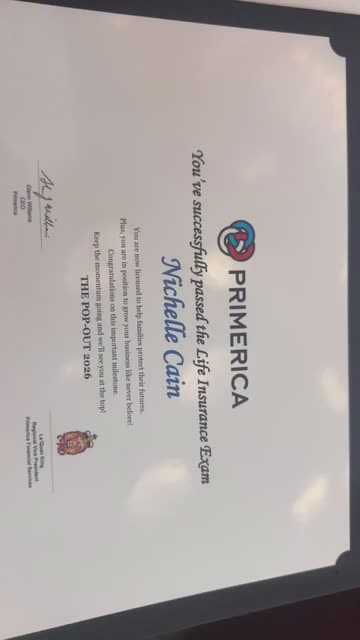 PRIMERICA
You've successfully passed the Life Insurance Exam
Nichelle Cain
You are now licensed to help families protect their futures.
Plus, you are in position to grow your business like never before!
Congratulations on this important milestone.
Keep the momentum going and we'll see you at the top!
THE POP-OUT 2026
Glenn Williams
CEO
Primerica
La'Quan King
Regional Vice President
Primerica Financial Services